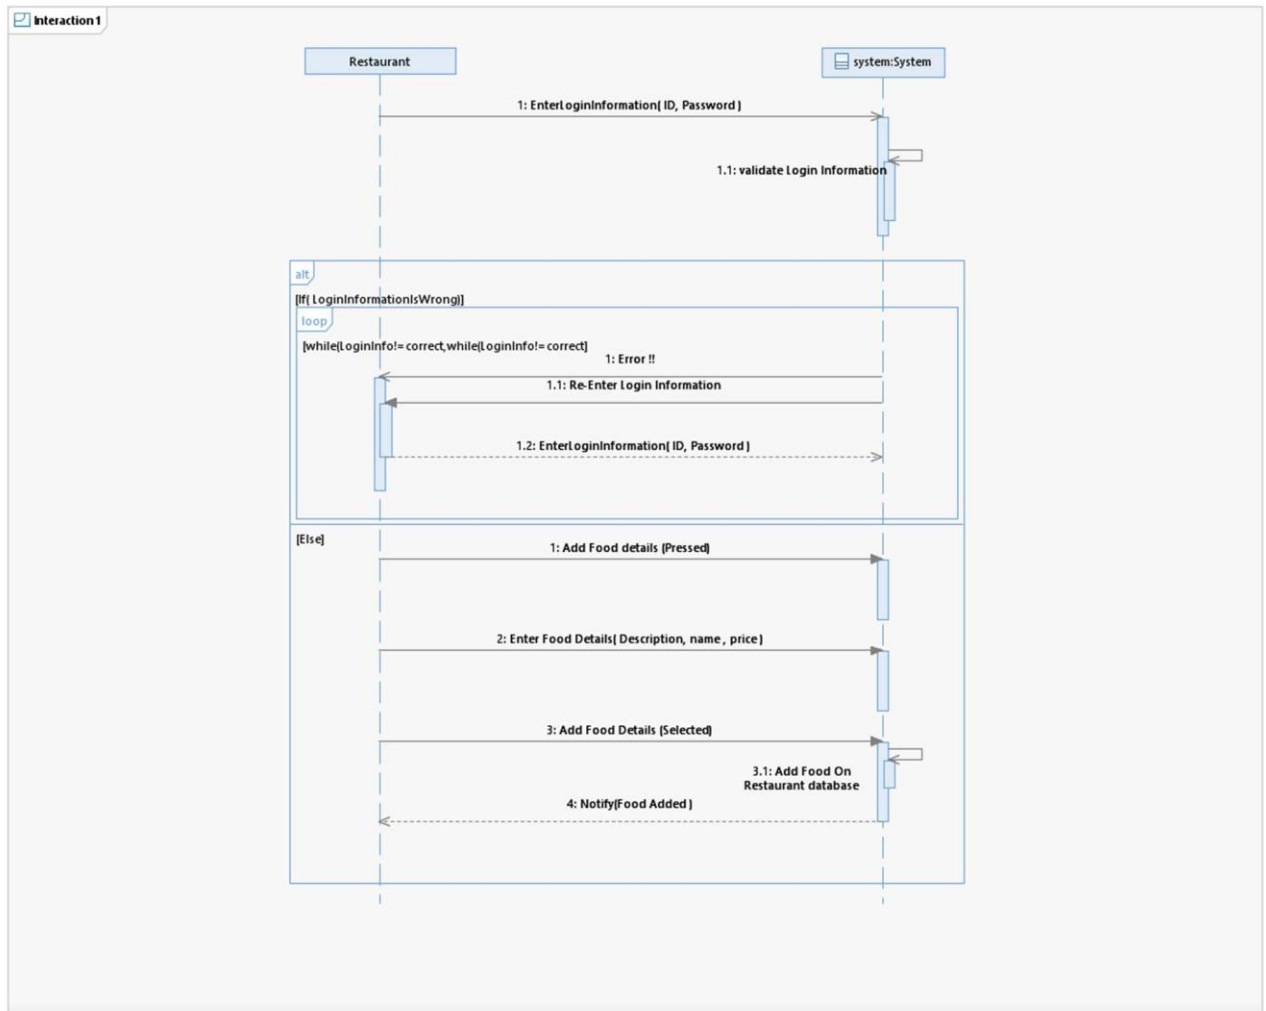 Interaction1
Restaurant
system:System
1: EnterLoginInformation( ID, Password )
1.1: validate Login Information
alt
[If( LoginInformationIsWrong)]
loop
[while(LoginInfo!= correct,while(LoginInfo!= correct]
1: Error !!
1.1: Re-Enter Login Information
1.2: EnterLoginInformation( ID, Password )
[Else]
1: Add Food details (Pressed)
2: Enter Food Details( Description, name , price )
3: Add Food Details (Selected)
3.1: Add Food On
Restaurant database
4: Notify(Food Added )